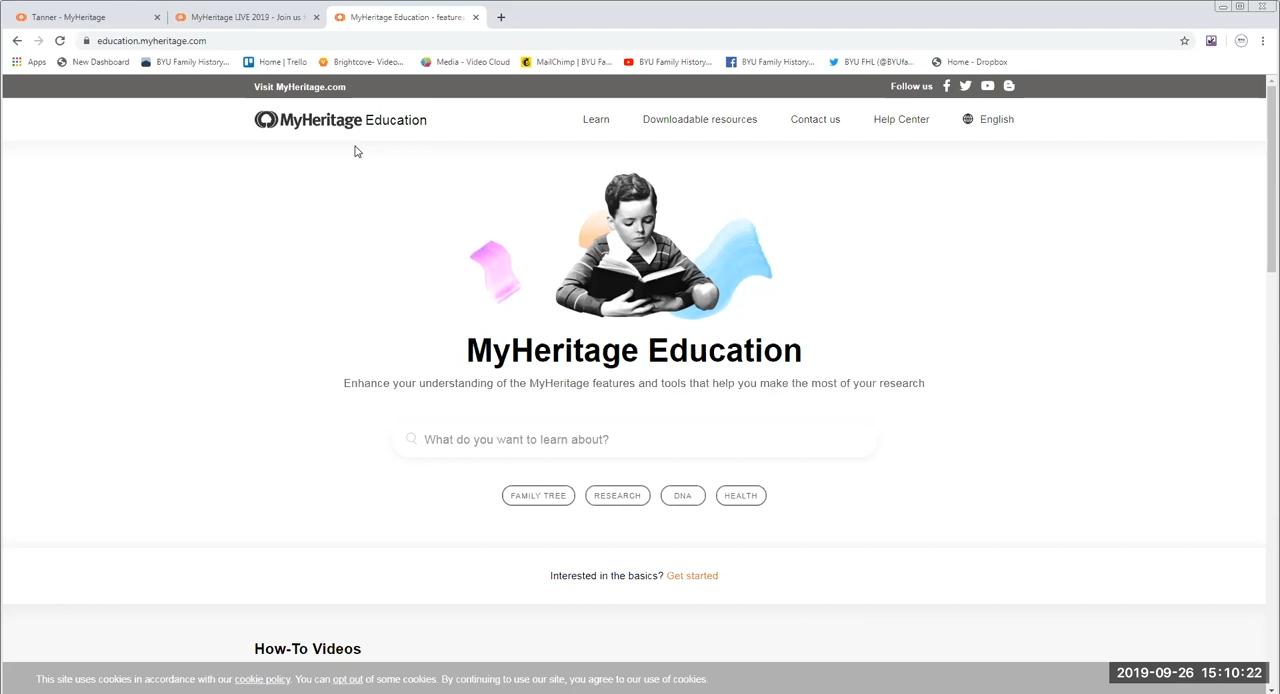 Tanner - MyHeritage
MyHeritage LIVE 2019 - Join us
MyHeritage Education - features
education.myheritage.com
Apps New Dashboard BYU Family History... Home | Trello Brightcove- Video... Media - Video Cloud MailChimp | BYU Fa... BYU Family History... BYU Family History... BYU FHL (@BYUfa... Home - Dropbox
Visit MyHeritage.com
Follow us
MyHeritage Education
Learn Downloadable resources Contact us Help Center English
MyHeritage Education
Enhance your understanding of the MyHeritage features and tools that help you make the most of your research
What do you want to learn about?
FAMILY TREE RESEARCH DNA HEALTH
Interested in the basics? Get started
How-To Videos
This site uses cookies in accordance with our cookie policy. You can opt out of some cookies. By continuing to use our site, you agree to our use of cookies.
2019-09-26 15:10:22